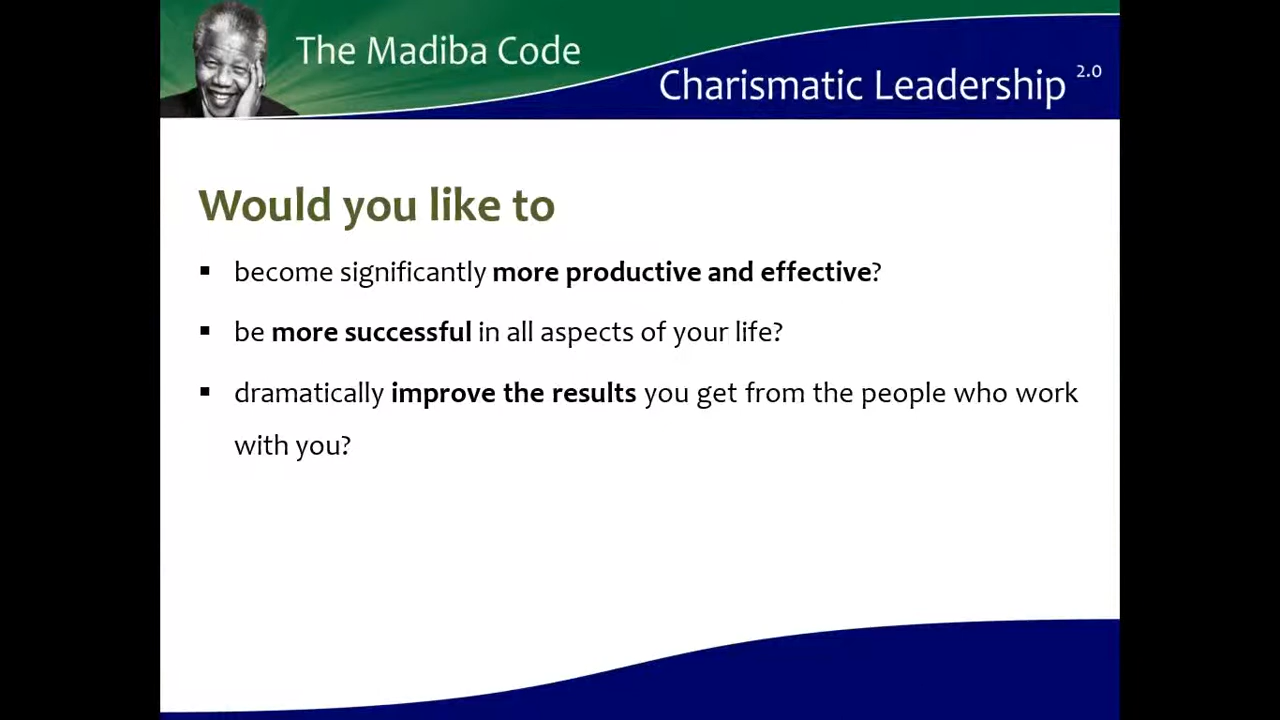 The Madiba Code
Charismatic Leadership 2.0
Would you like to
▪ become significantly more productive and effective?
▪ be more successful in all aspects of your life?
▪ dramatically improve the results you get from the people who work
with you?